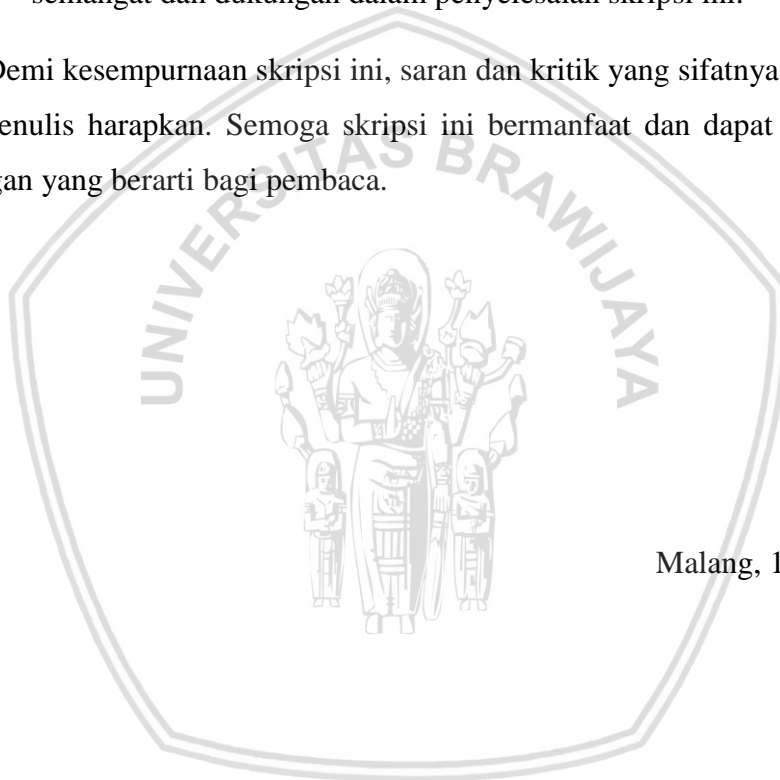 semangat dan dukungan dalam penyelesaian skripsi ini.
Demi kesempurnaan skripsi ini, saran dan kritik yang sifatnya
enulis harapkan. Semoga skripsi ini bermanfaat dan dapat
gan yang berarti bagi pembaca.
UNIVERSITAS BRAWIJAYA
Malang, 1